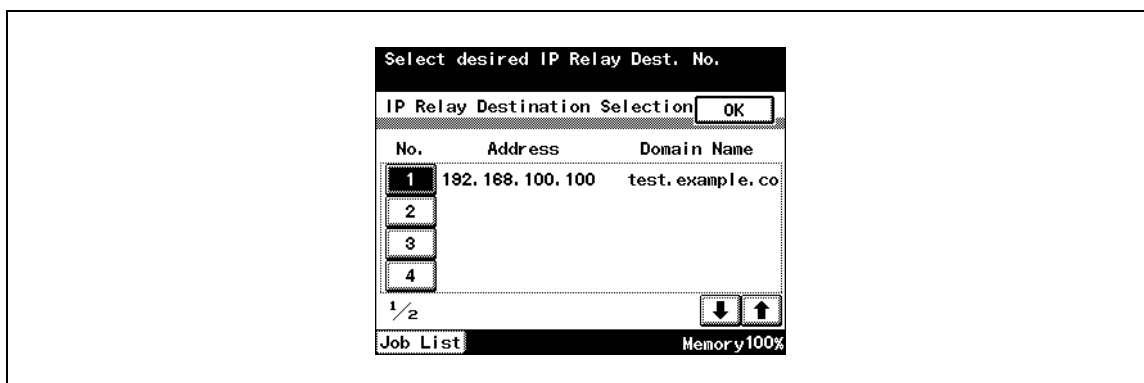 Select desired IP Relay Dest. No.
IP Relay Destination Selection OK
No. Address Domain Name
1 192.168.100.100 test.example.co
2
3
4
1/2
Job List Memory100%